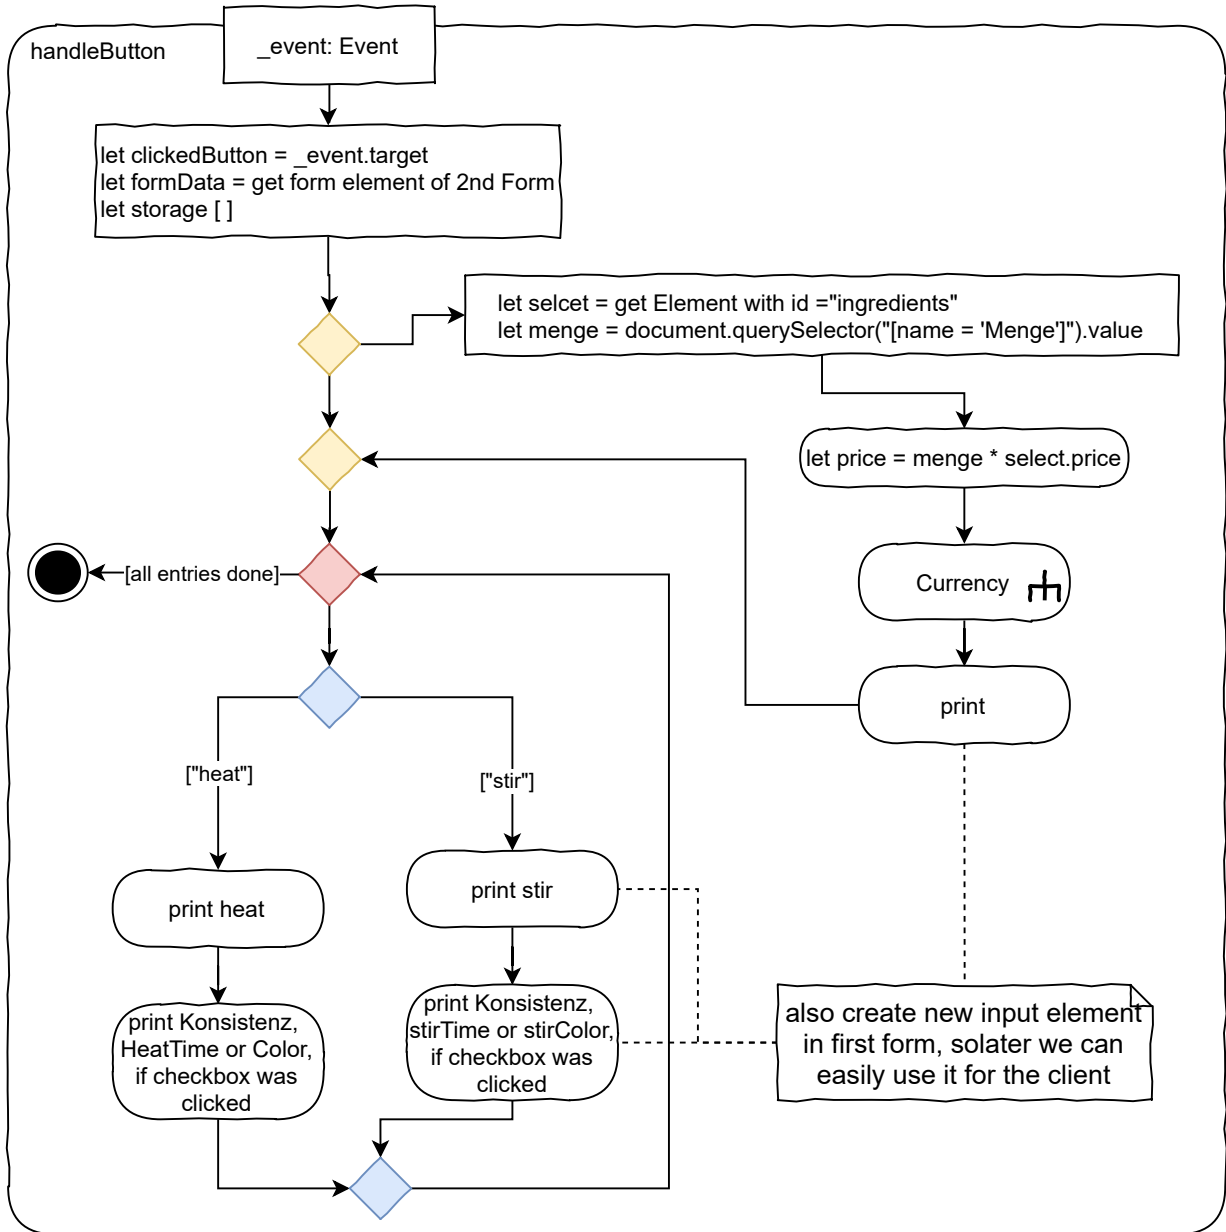 handleButton
_event: Event
let clickedButton = _event.target
let formData = get form element of 2nd Form
let storage [ ]
let selcet = get Element with id ="ingredients"
let menge = document.querySelector("[name = 'Menge']").value
let price = menge * select.price
[all entries done]
Currency
print
["heat"]
["stir"]
print heat
print stir
print Konsistenz,
HeatTime or Color,
if checkbox was
clicked
print Konsistenz,
stirTime or stirColor,
if checkbox was
clicked
also create new input element
in first form, solater we can
easily use it for the client